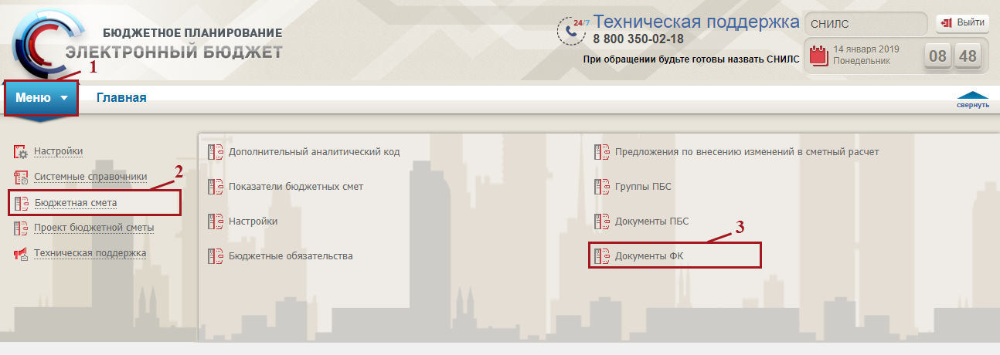 БЮДЖЕТНОЕ ПЛАНИРОВАНИЕ
ЭЛЕКТРОННЫЙ БЮДЖЕТ
24/7
Техническая поддержка
8 800 350-02-18
При обращении будьте готовы назвать СНИЛС
СНИЛС
Выйти
14 января 2019
Понедельник
08 48
1
Меню
Главная
свернуть
Настройки
Системные справочники
2
Бюджетная смета
Проект бюджетной сметы
Техническая поддержка
Дополнительный аналитический код
Показатели бюджетных смет
Настройки
Бюджетные обязательства
Предложения по внесению изменений в сметный расчет
Группы ПБС
Документы ПБС
3
Документы ФК